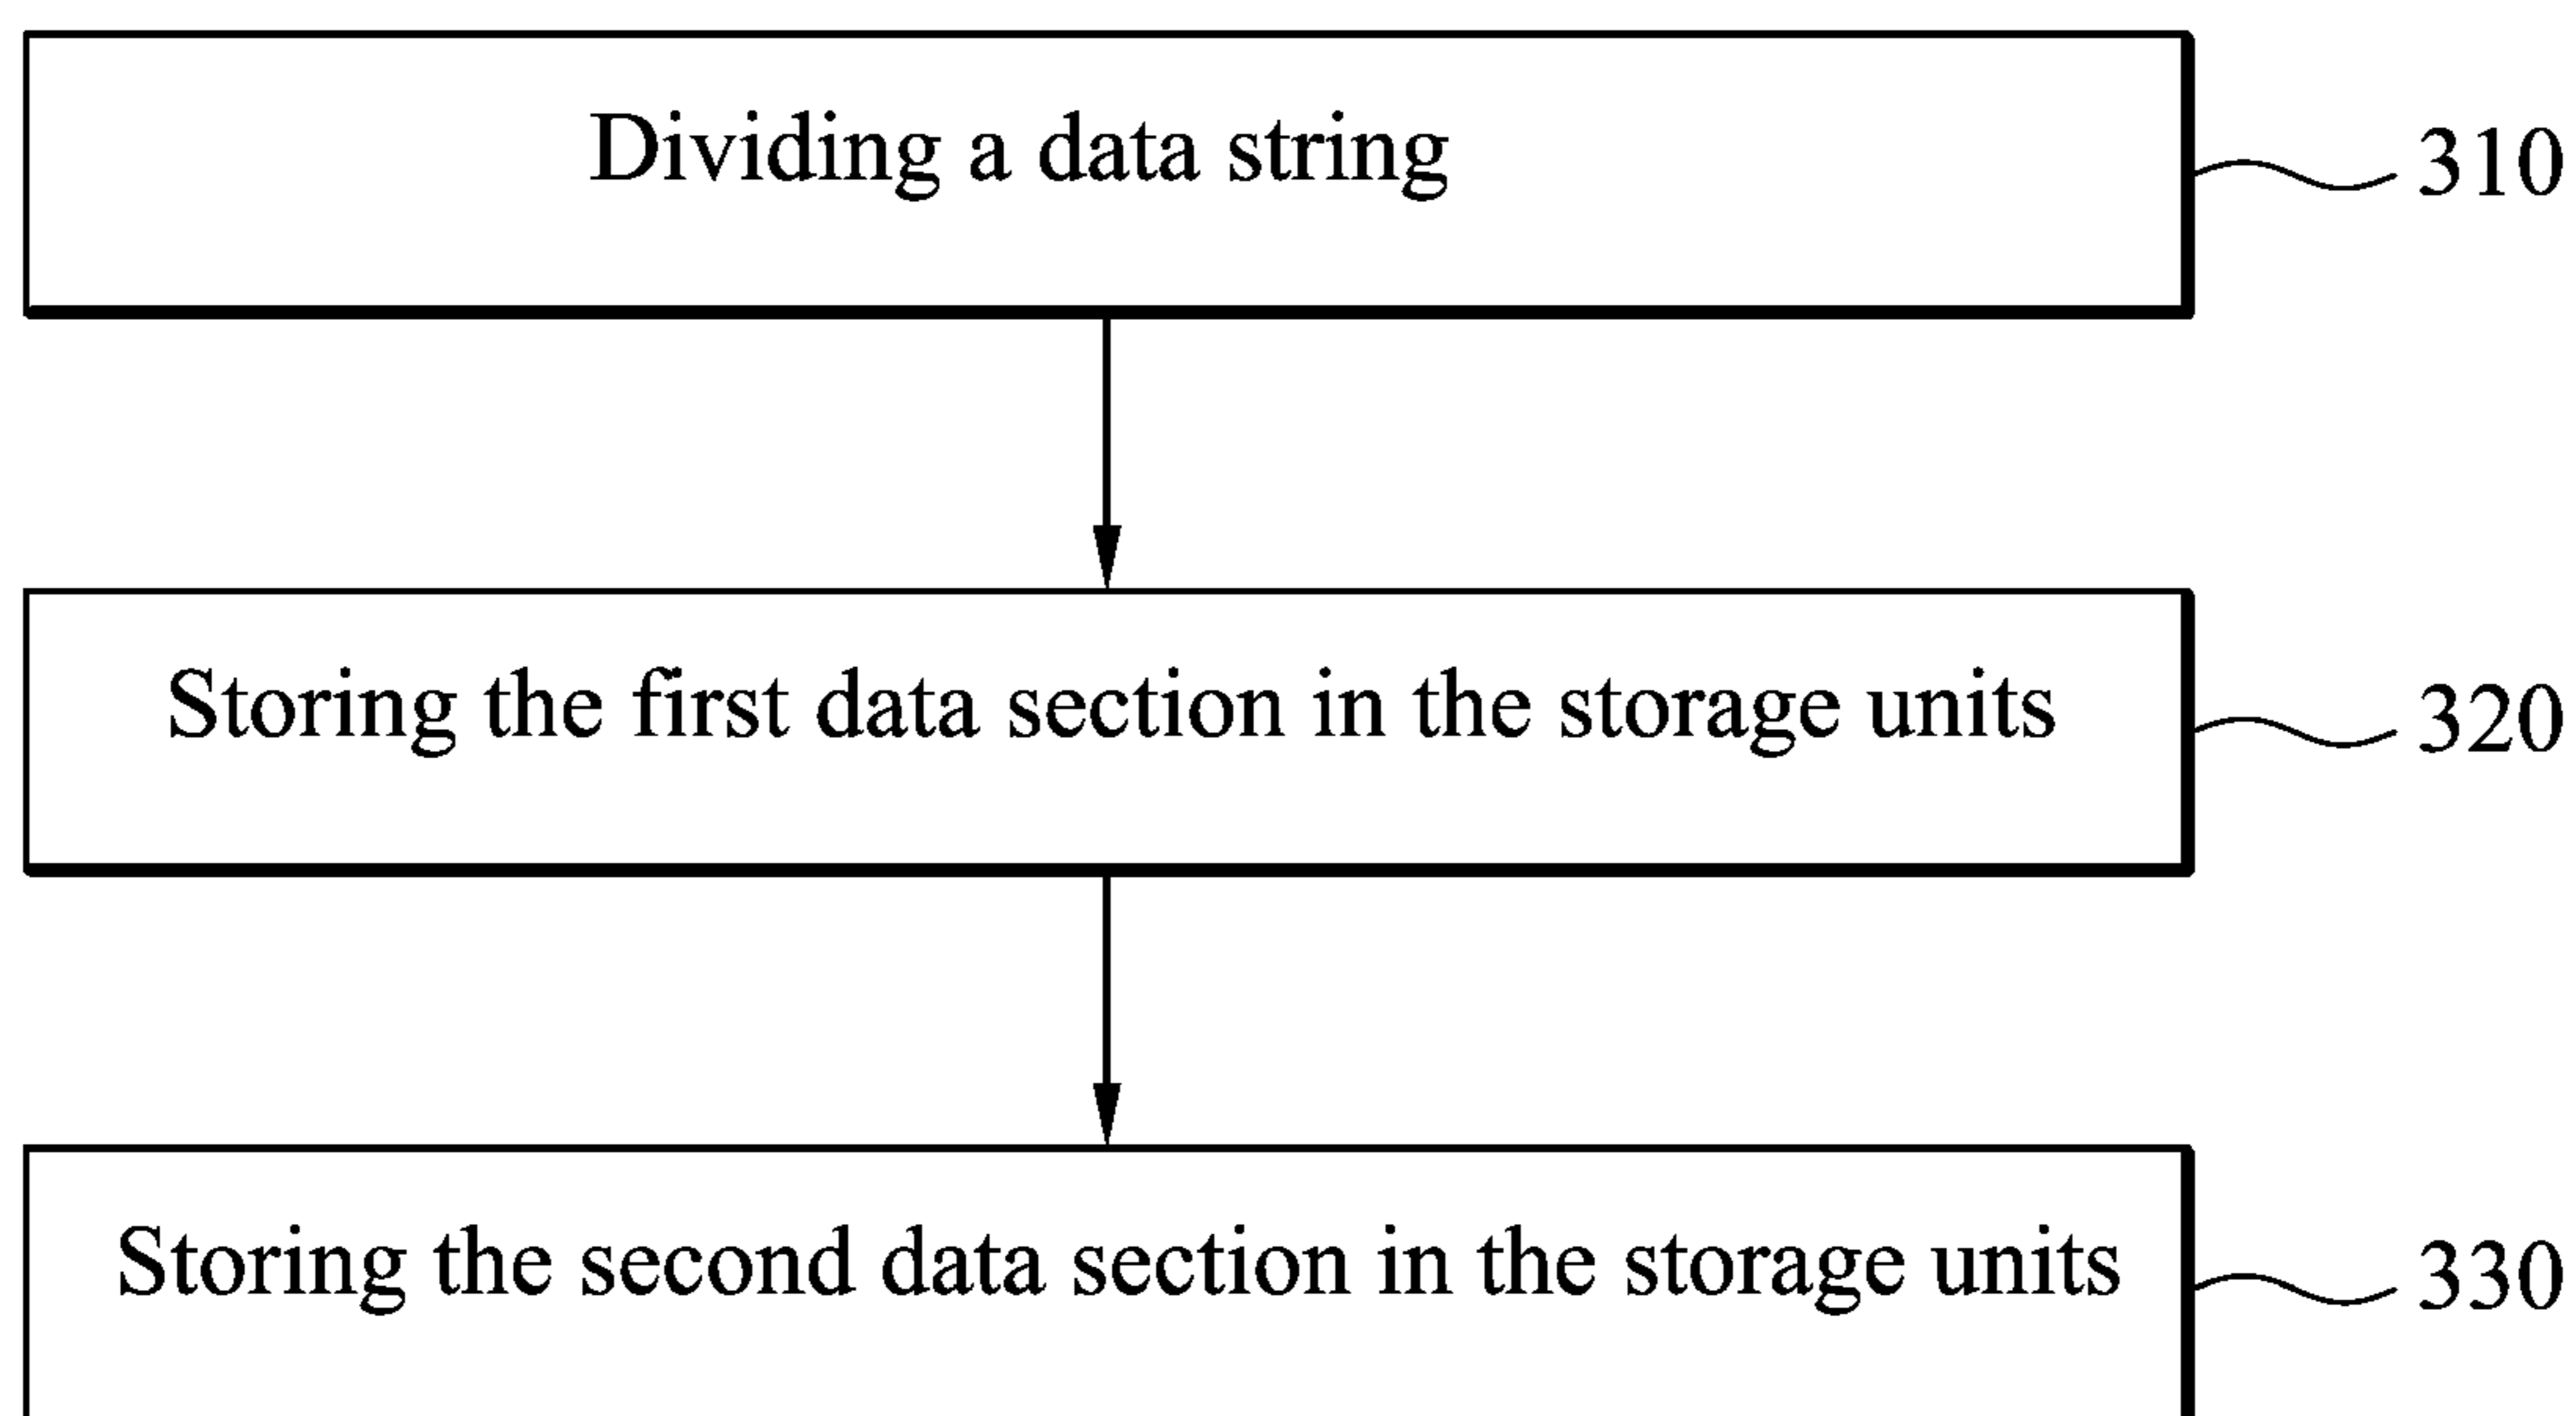 Dividing a data string
310
Storing the first data section in the storage units
320
Storing the second data section in the storage units
330